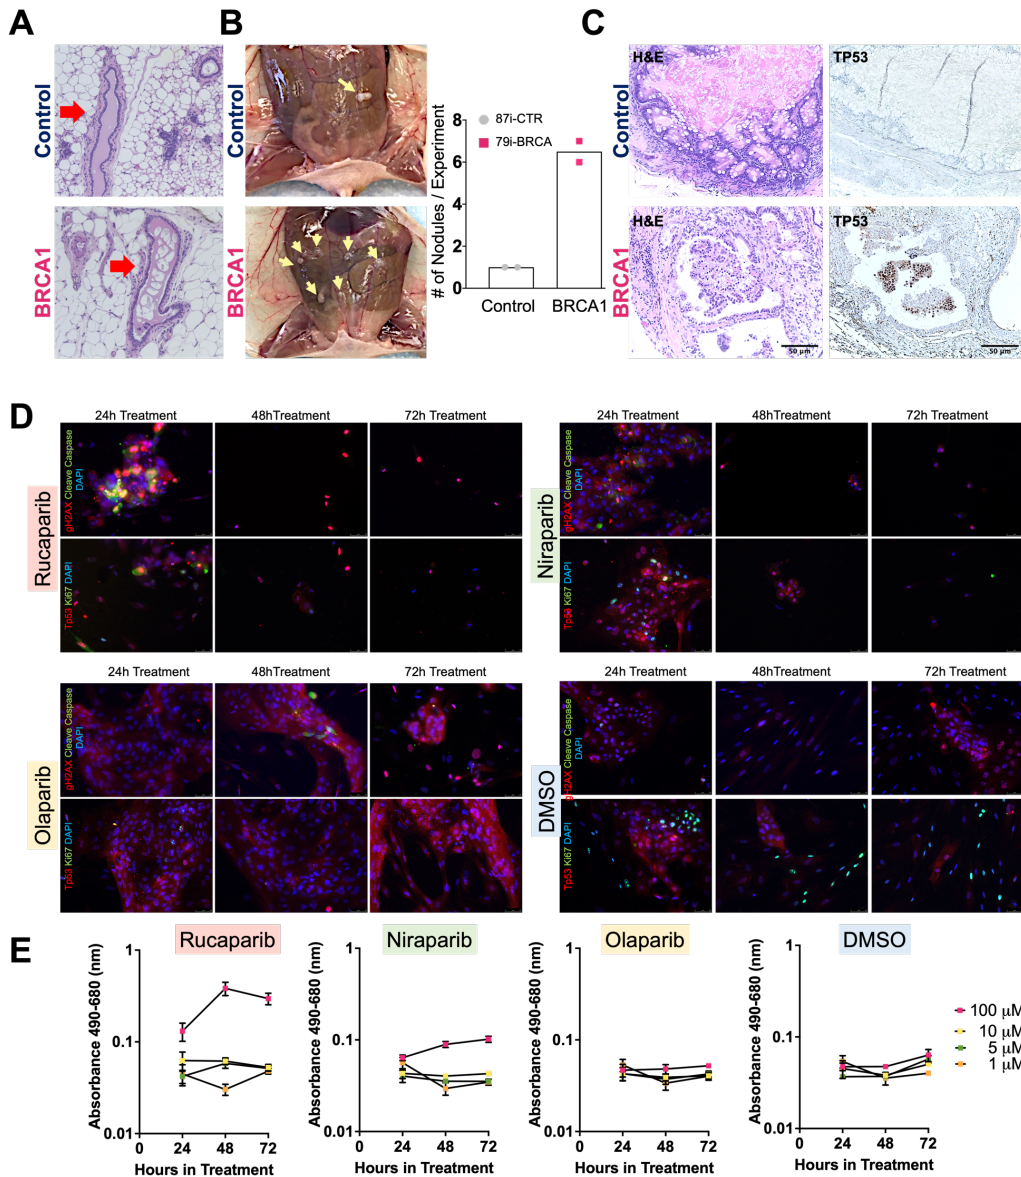 A
B
C
Control
BRCA1
Control
BRCA1
# of Nodules / Experiment
8
6
4
2
0
87i-CTR
79i-BRCA
Control
BRCA1
Control
BRCA1
H&E
TP53
H&E
TP53
50 µm
50 µm
D
24h Treatment
48hTreatment
72h Treatment
Rucaparib
gH2AX Cleave Caspase
DAPI
Tp53 Ki67 DAPI
24h Treatment
48hTreatment
72h Treatment
Niraparib
gH2AX Cleave Caspase
DAPI
Tp53 Ki67 DAPI
24h Treatment
48hTreatment
72h Treatment
Olaparib
gH2AX Cleave Caspase
DAPI
Tp53 Ki67 DAPI
24h Treatment
48hTreatment
72h Treatment
DMSO
gH2AX Cleave Caspase
DAPI
Tp53 Ki67 DAPI
E
Rucaparib
Absorbance 490-680 (nm)
1
0.1
0.01
0
24
48
72
Hours in Treatment
Niraparib
Absorbance 490-680 (nm)
1
0.1
0.01
0
24
48
72
Hours in Treatment
Olaparib
Absorbance 490-680 (nm)
1
0.1
0.01
0
24
48
72
Hours in Treatment
DMSO
Absorbance 490-680 (nm)
1
0.1
0.01
0
24
48
72
Hours in Treatment
100 µM
10 µM
5 µM
1 µM